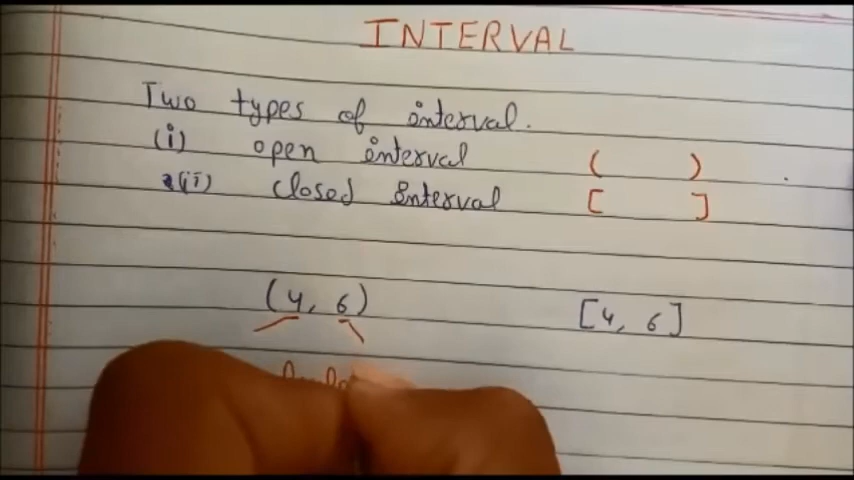 INTERVAL
Two types of interval.
(i) open interval ( )
(ii) closed interval [ ]
(4, 6) [4, 6]